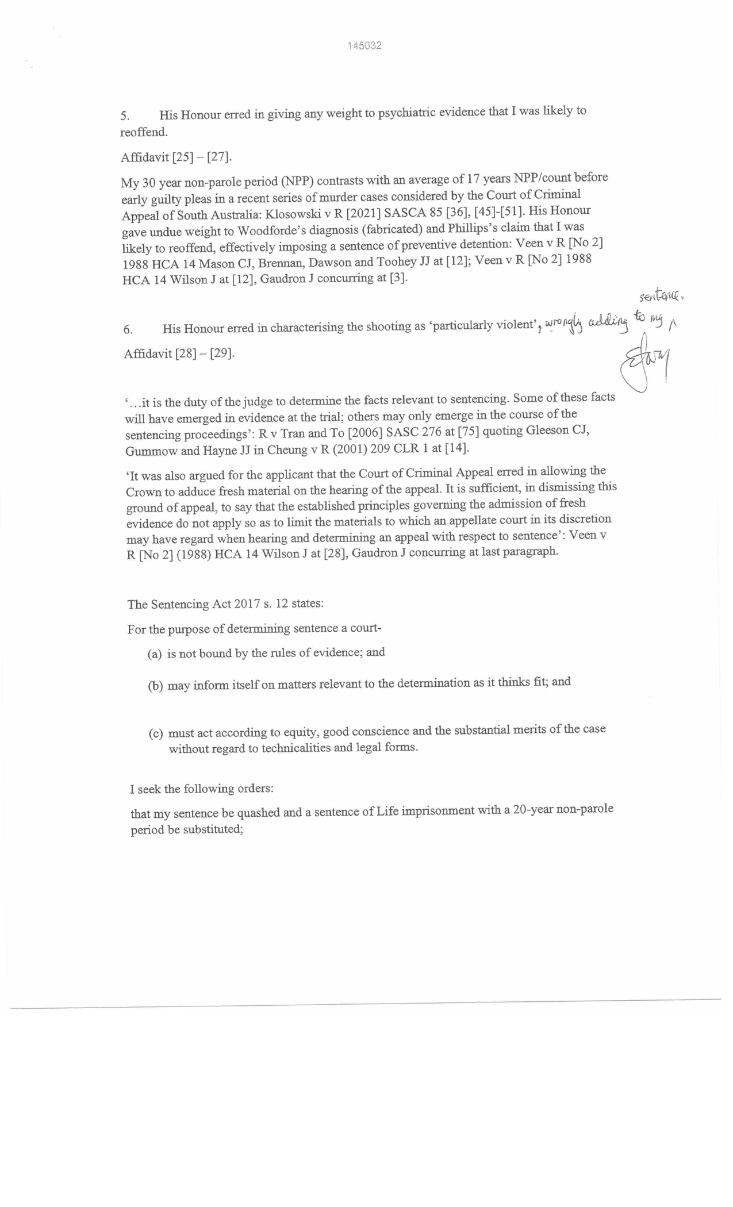 145032
5. His Honour erred in giving any weight to psychiatric evidence that I was likely to
reoffend.
Affidavit [25] – [27].
My 30 year non-parole period (NPP) contrasts with an average of 17 years NPP/count before
early guilty pleas in a recent series of murder cases considered by the Court of Criminal
Appeal of South Australia: Klosowski v R [2021] SASCA 85 [36], [45]-[51]. His Honour
gave undue weight to Woodforde's diagnosis (fabricated) and Phillips's claim that I was
likely to reoffend, effectively imposing a sentence of preventive detention: Veen v R [No 2]
1988 HCA 14 Mason CJ, Brennan, Dawson and Toohey JJ at [12]; Veen v R [No 2] 1988
HCA 14 Wilson J at [12], Gaudron J concurring at [3].
6. His Honour erred in characterising the shooting as 'particularly violent', wrongly adding to my sentence.
Affidavit [28] – [29].
'…it is the duty of the judge to determine the facts relevant to sentencing. Some of these facts
will have emerged in evidence at the trial; others may only emerge in the course of the
sentencing proceedings': R v Tran and To [2006] SASC 276 at [75] quoting Gleeson CJ,
Gummow and Hayne JJ in Cheung v R (2001) 209 CLR 1 at [14].
'It was also argued for the applicant that the Court of Criminal Appeal erred in allowing the
Crown to adduce fresh material on the hearing of the appeal. It is sufficient, in dismissing this
ground of appeal, to say that the established principles governing the admission of fresh
evidence do not apply so as to limit the materials to which an appellate court in its discretion
may have regard when hearing and determining an appeal with respect to sentence': Veen v
R [No 2] (1988) HCA 14 Wilson J at [28], Gaudron J concurring at last paragraph.
The Sentencing Act 2017 s. 12 states:
For the purpose of determining sentence a court-
(a) is not bound by the rules of evidence; and
(b) may inform itself on matters relevant to the determination as it thinks fit; and
(c) must act according to equity, good conscience and the substantial merits of the case
without regard to technicalities and legal forms.
I seek the following orders:
that my sentence be quashed and a sentence of Life imprisonment with a 20-year non-parole
period be substituted;